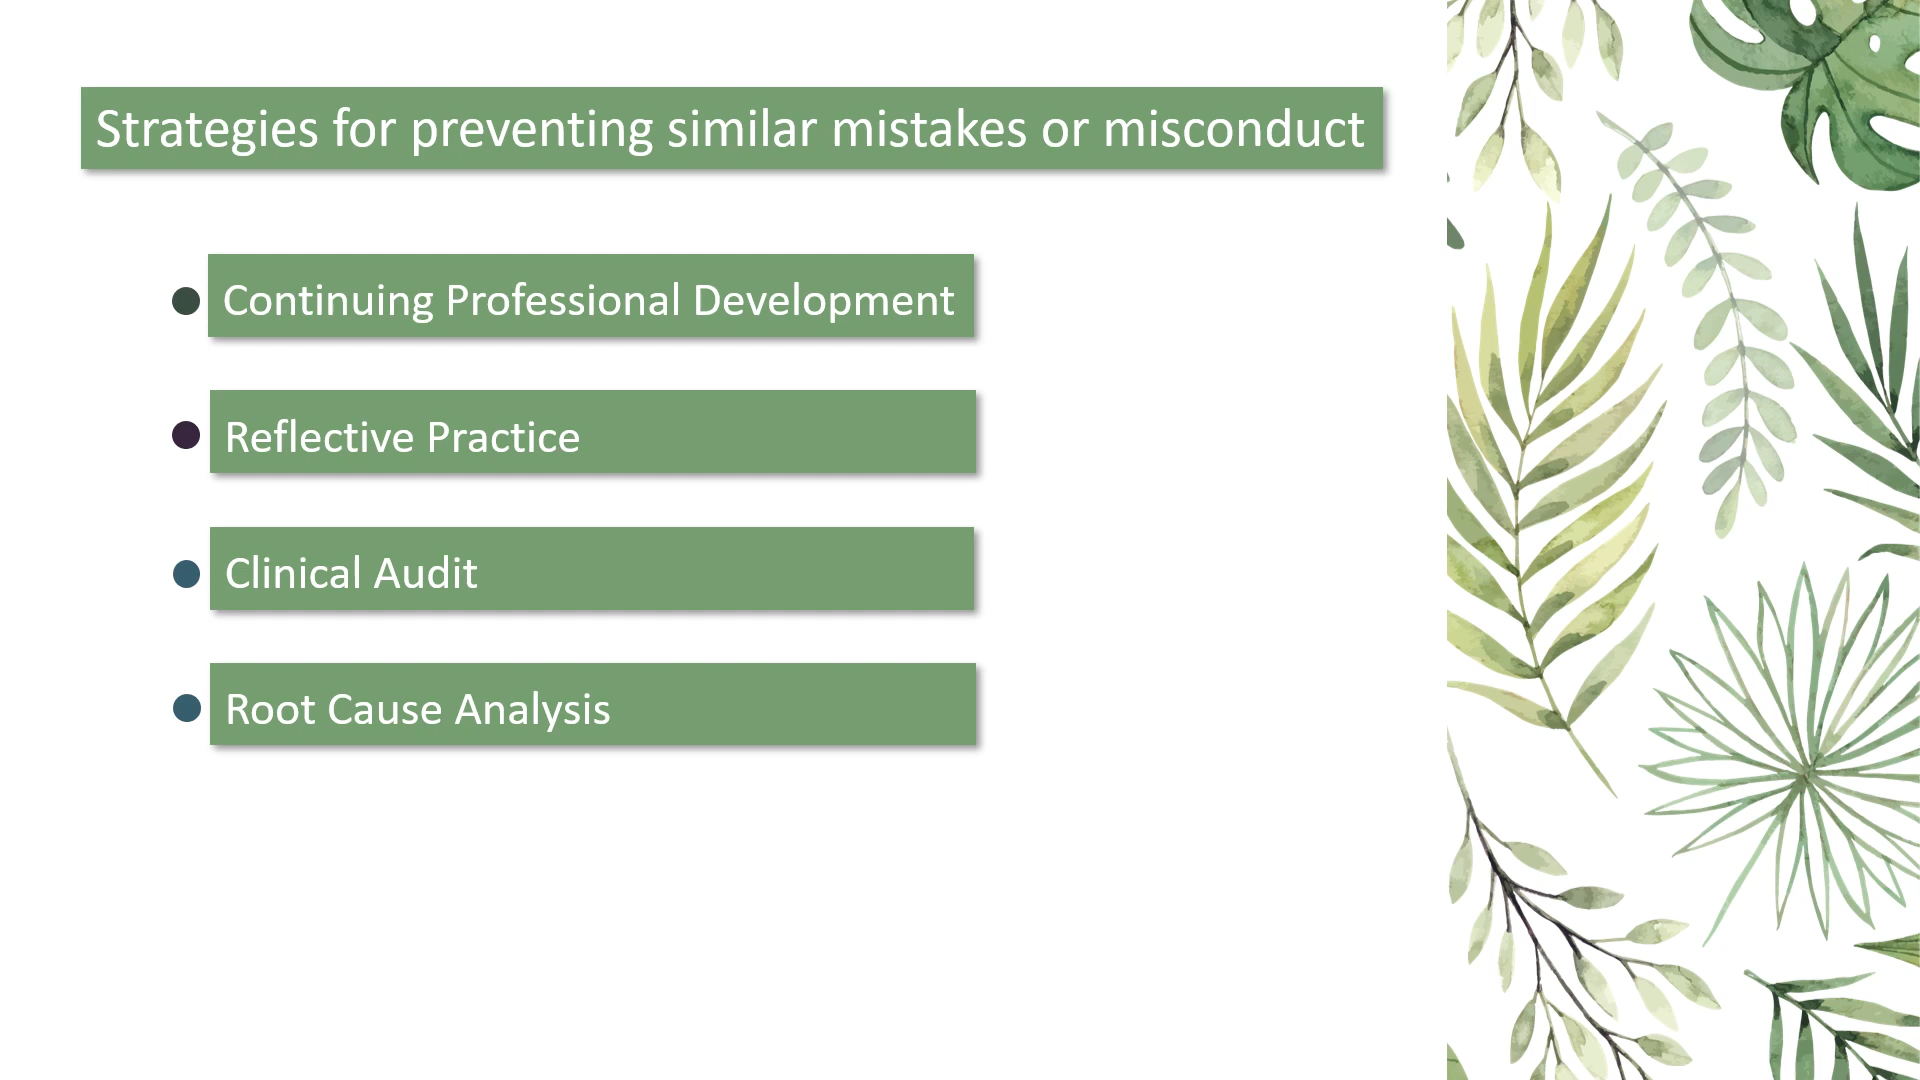 Strategies for preventing similar mistakes or misconduct
Continuing Professional Development
Reflective Practice
Clinical Audit
Root Cause Analysis